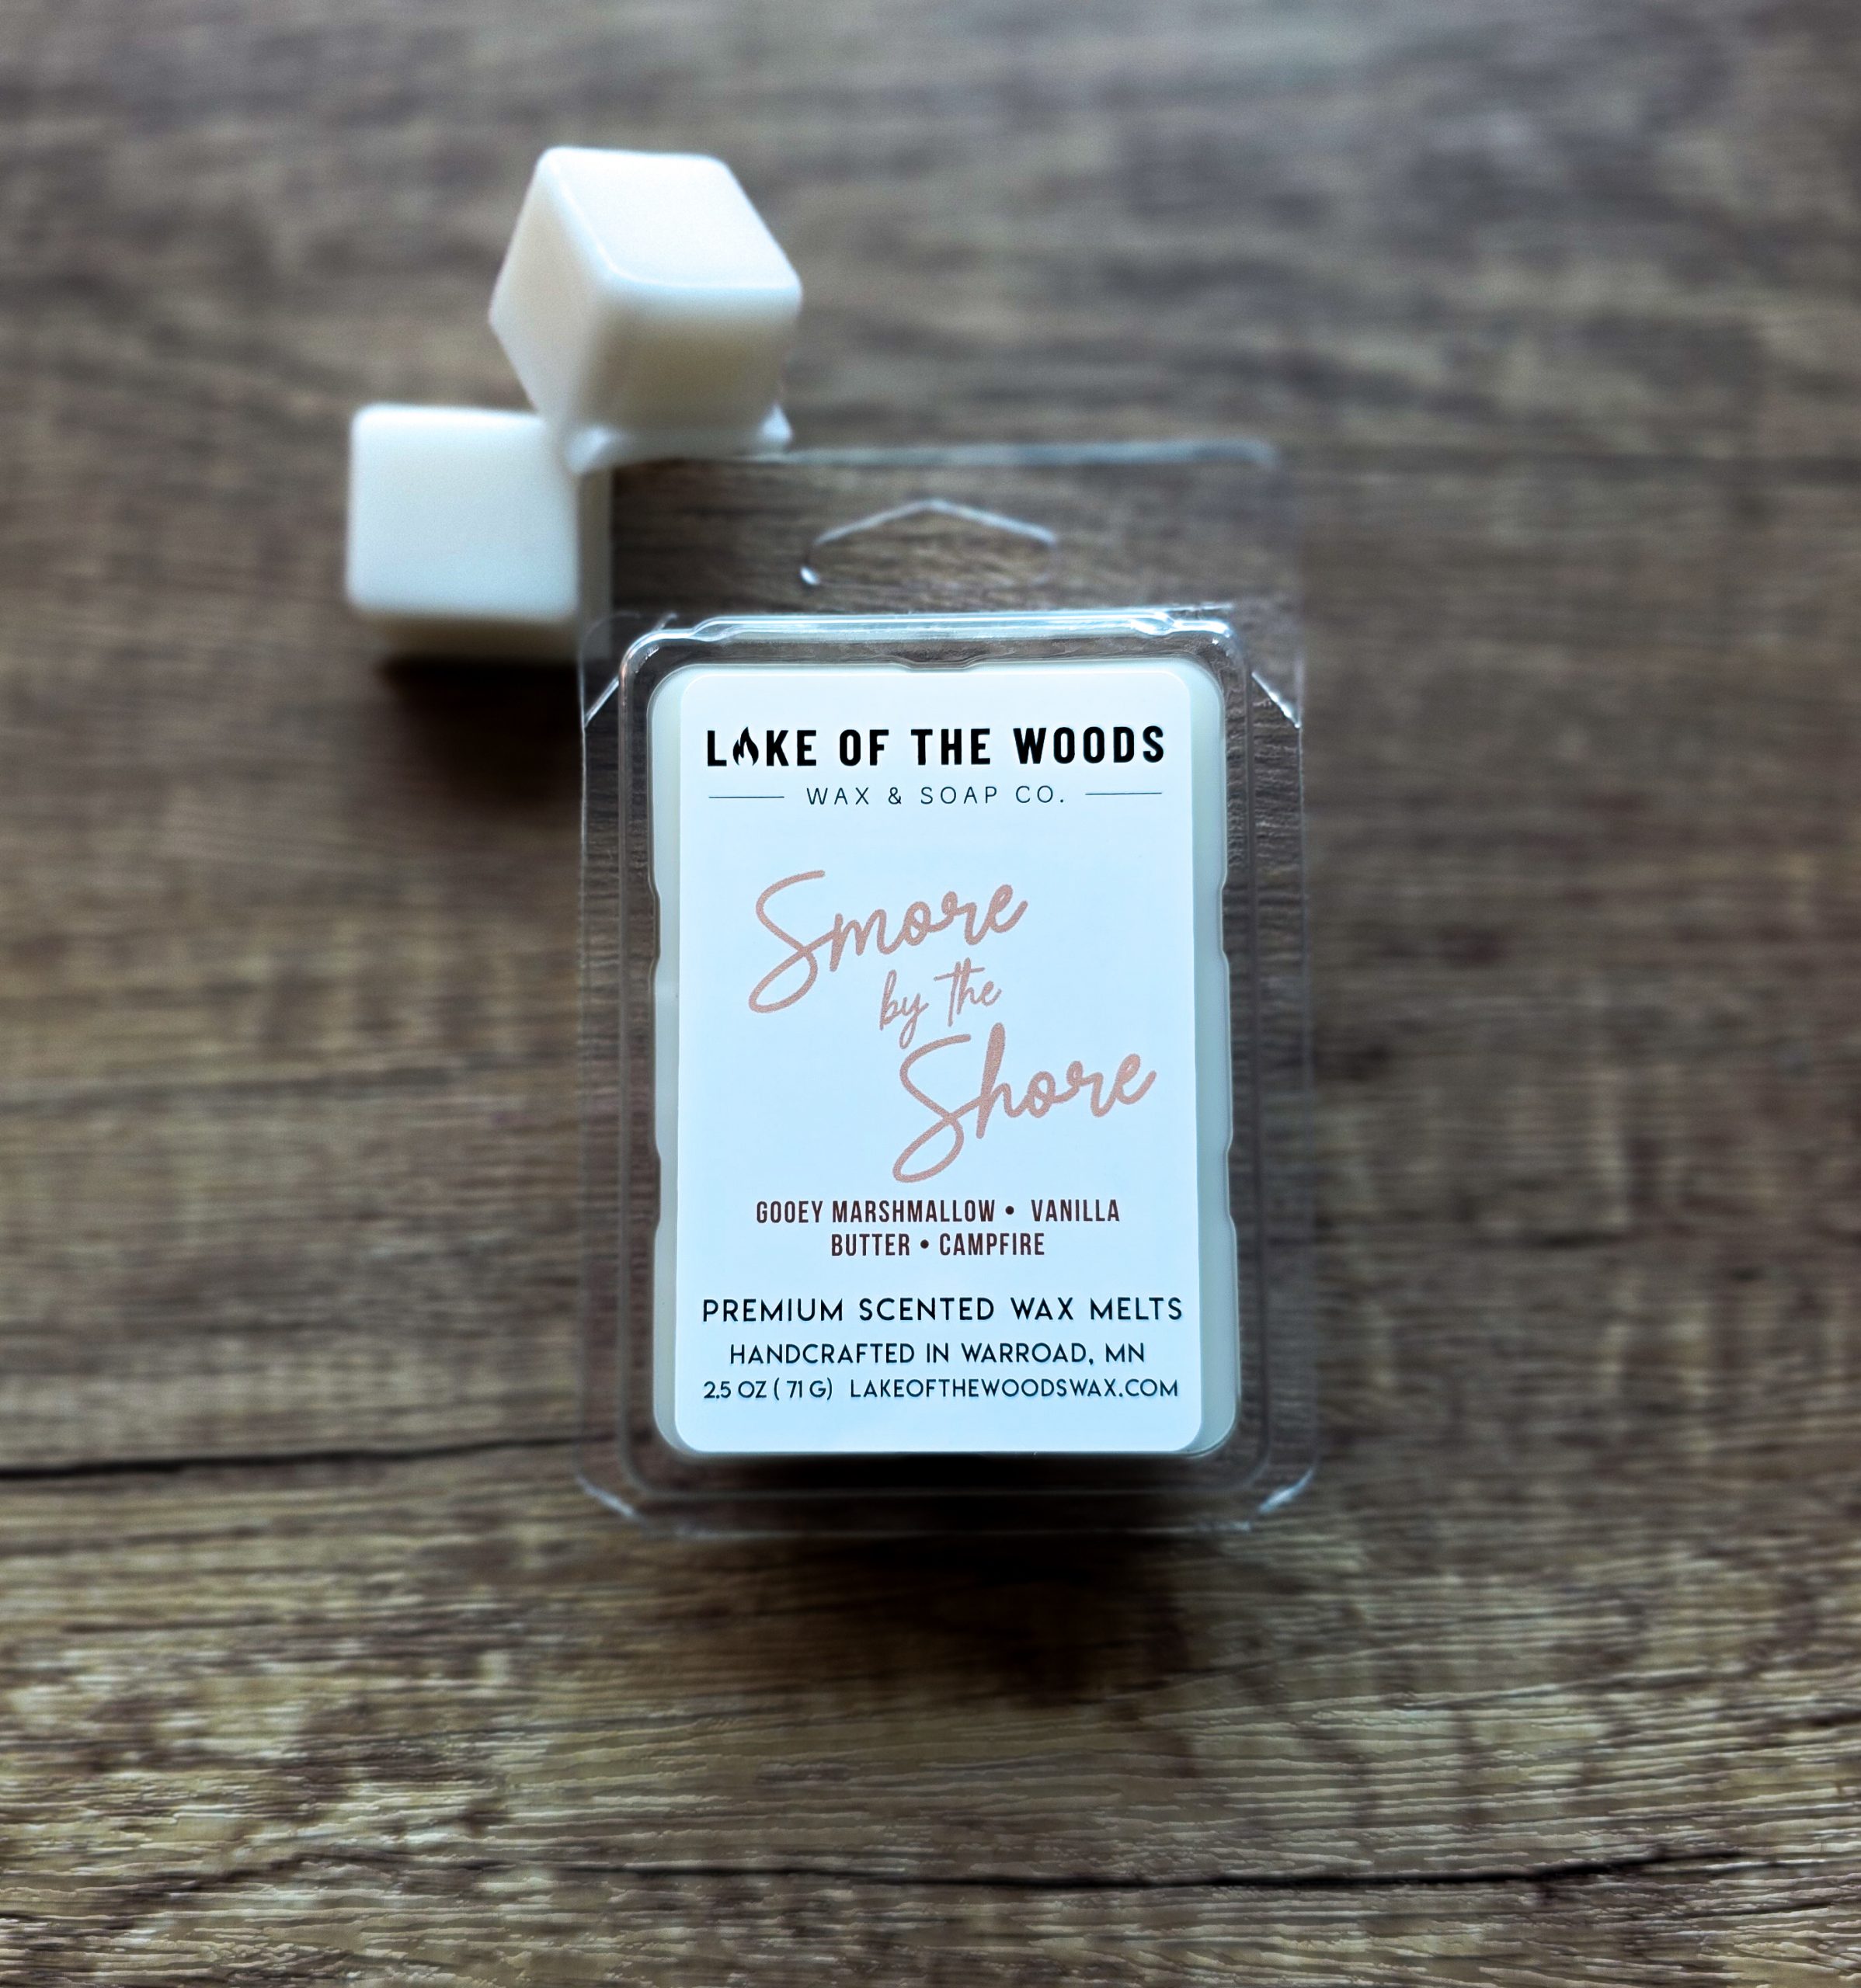 LAKE OF THE WOODS
WAX & SOAP CO.
Smore
by the
Shore
GOOEY MARSHMALLOW • VANILLA
BUTTER • CAMPFIRE
PREMIUM SCENTED WAX MELTS
HANDCRAFTED IN WARROAD, MN
2.5 OZ ( 71 G) LAKEOFTHEWOODSWAX.COM